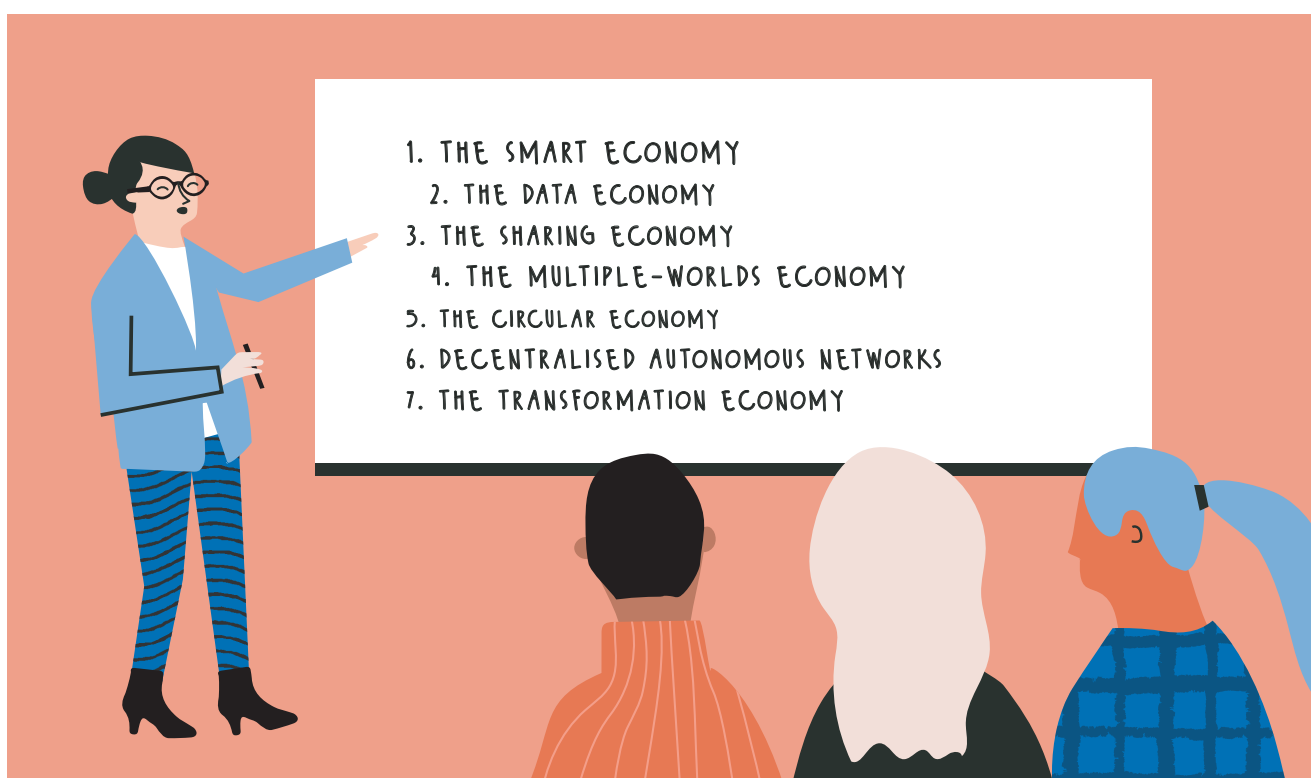 1. THE SMART ECONOMY
2. THE DATA ECONOMY
3. THE SHARING ECONOMY
4. THE MULTIPLE-WORLDS ECONOMY
5. THE CIRCULAR ECONOMY
6. DECENTRALISED AUTONOMOUS NETWORKS
7. THE TRANSFORMATION ECONOMY